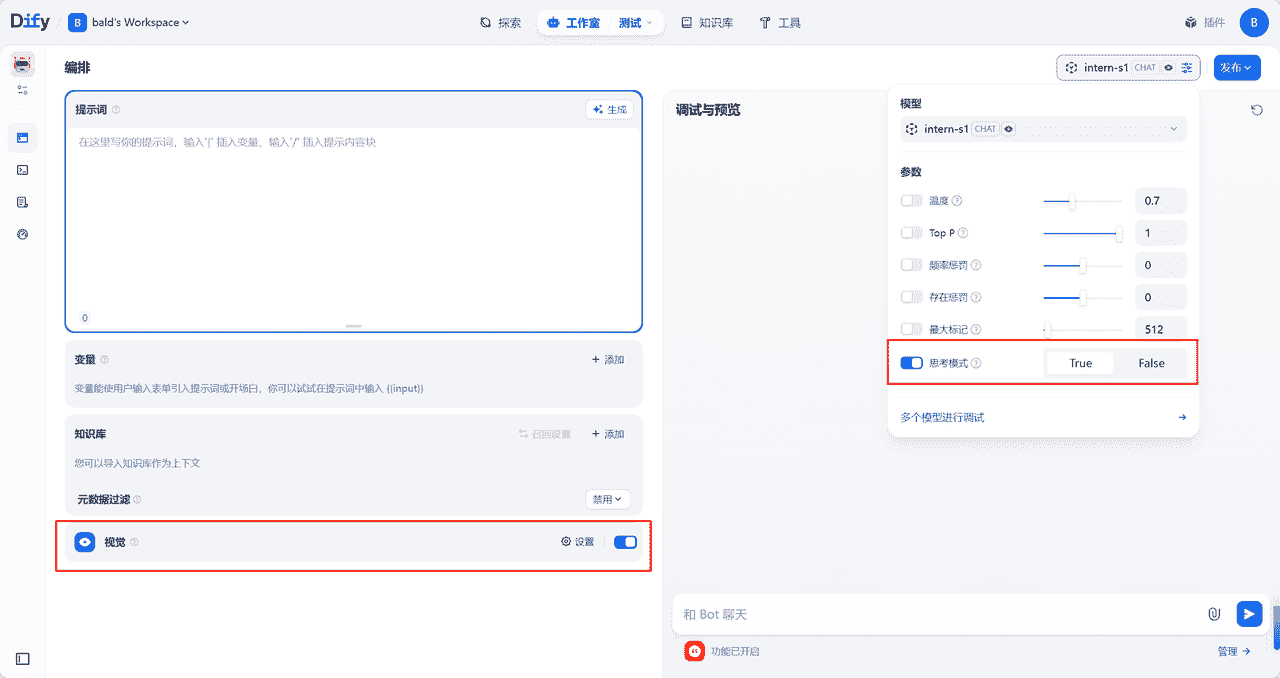 Dify
B
bald's Workspace
探索
工作室
测试
知识库
工具
插件
B
编排
intern-s1 CHAT
发布
提示词
生成
在这里写你的提示词，输入'{' 插入变量、输入'/' 插入提示内容块
0
变量
+ 添加
变量能使用户输入表单引入提示词或开场白，你可以试试在提示词中输入 {{input}}
知识库
召回设置
+ 添加
您可以导入知识库作为上下文
元数据过滤
禁用
视觉
设置
调试与预览
模型
intern-s1 CHAT
参数
温度
0.7
Top P
1
频率惩罚
0
存在惩罚
0
最大标记
512
思考模式
True
False
多个模型进行调试
和 Bot 聊天
功能已开启
管理